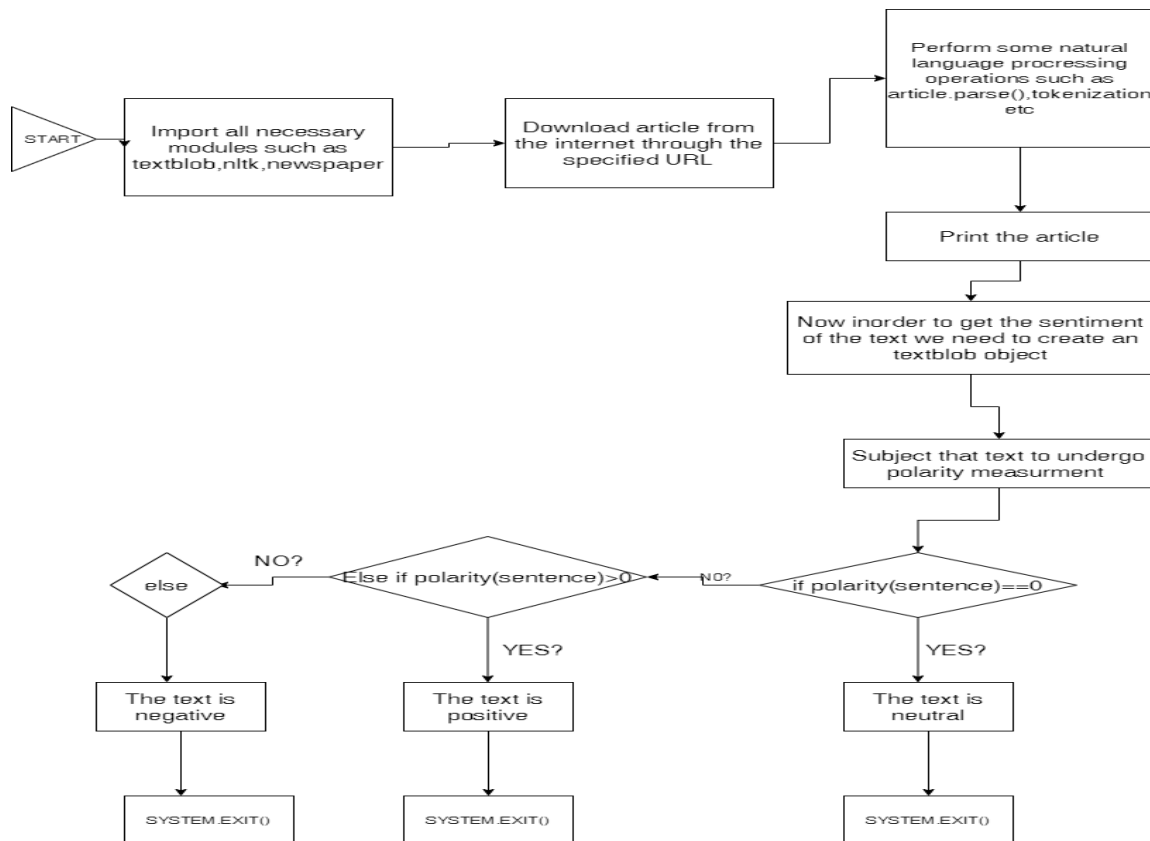 START
Import all necessary
modules such as
textblob,nltk,newspaper
Download article from
the internet through the
specified URL
Perform some natural
language procressing
operations such as
article.parse(),tokenization
etc
Print the article
Now inorder to get the sentiment
of the text we need to create an
textblob object
Subject that text to undergo
polarity measurment
if polarity(sentence)==0
NO?
YES?
The text is
neutral
SYSTEM.EXIT()
Else if polarity(sentence)>0
NO?
YES?
The text is
positive
SYSTEM.EXIT()
else
The text is
negative
SYSTEM.EXIT()